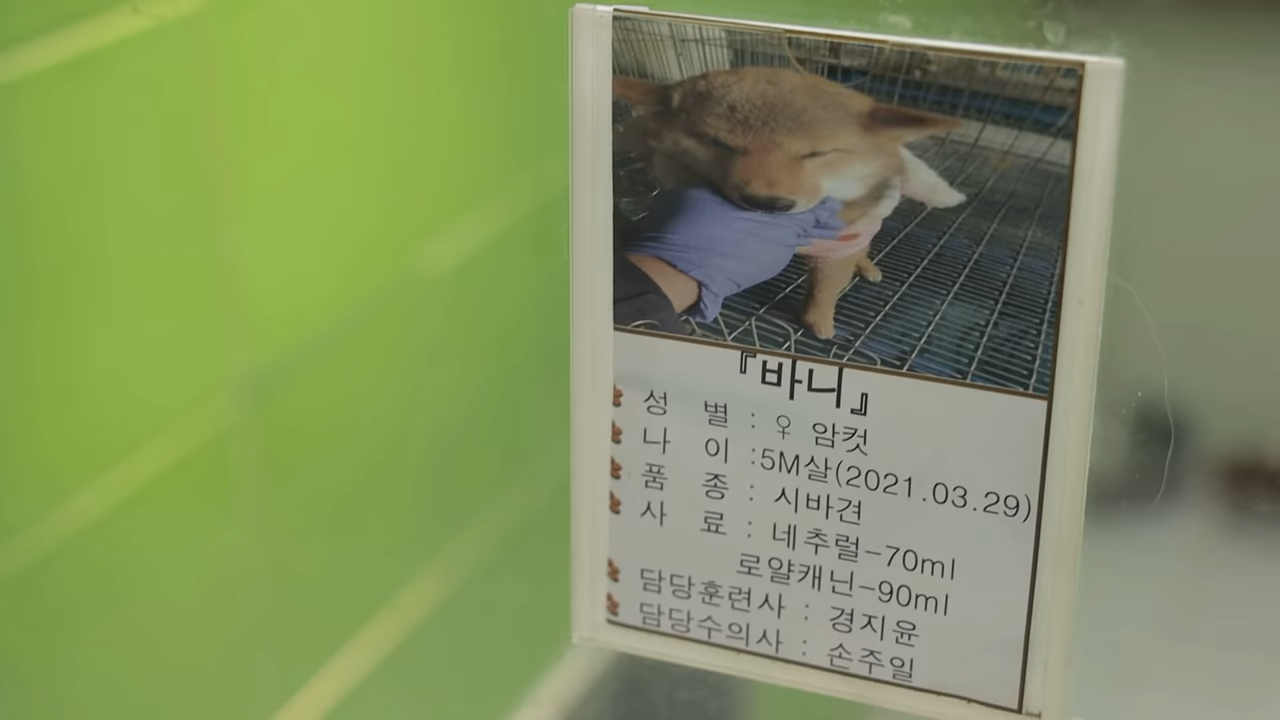 『바니』
성 별 : ♀ 암컷
나 이 :5M살(2021.03.29)
품 종 : 시바견
사 료 : 네추럴-70ml
로얄캐닌-90ml
담당훈련사 : 경지윤
담당수의사 : 손주일